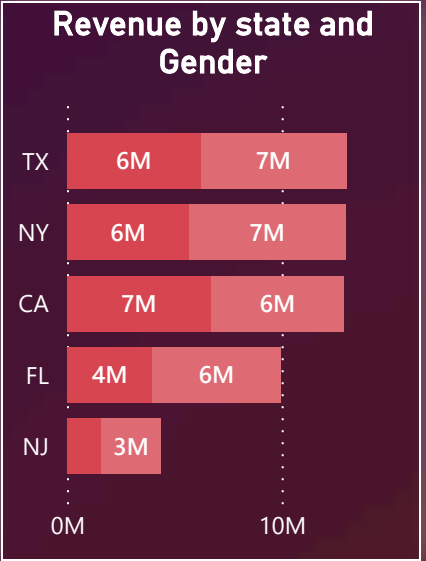 Revenue by state and
Gender
TX 6M 7M
NY 6M 7M
CA 7M 6M
FL 4M 6M
NJ 3M
0M 10M